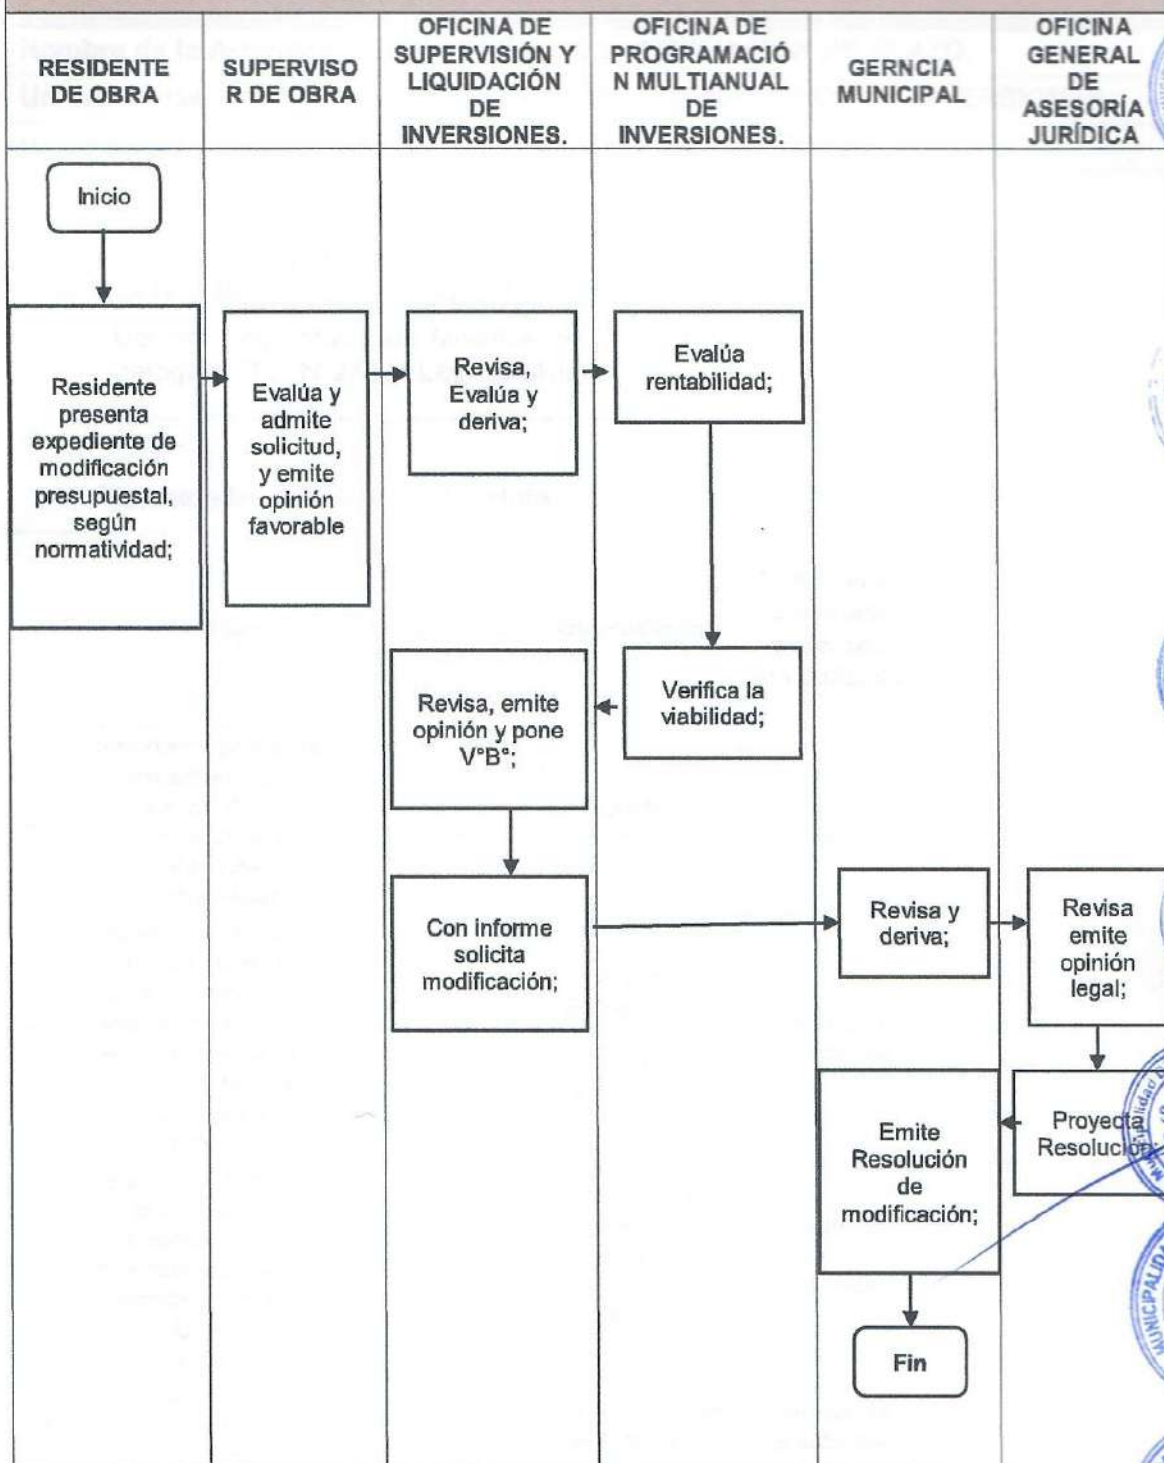 RESIDENTE
DE OBRA
SUPERVISO
R DE OBRA
OFICINA DE
SUPERVISIÓN Y
LIQUIDACIÓN
DE
INVERSIONES.
OFICINA DE
PROGRAMACIÓ
N MULTIANUAL
DE
INVERSIONES.
GERNCIA
MUNICIPAL
OFICINA
GENERAL
DE
ASESORÍA
JURÍDICA
Inicio
Residente
presenta
expediente de
modificación
presupuestal,
según
normatividad;
Evalúa y
admite
solicitud,
y emite
opinión
favorable
Revisa,
Evalúa y
deriva;
Evalúa
rentabilidad;
Verifica la
viabilidad;
Revisa, emite
opinión y pone
V°B°;
Con informe
solicita
modificación;
Revisa y
deriva;
Revisa
emite
opinión
legal;
Proyecta
Resolución;
Emite
Resolución
de
modificación;
Fin
MUNICIPALIDA